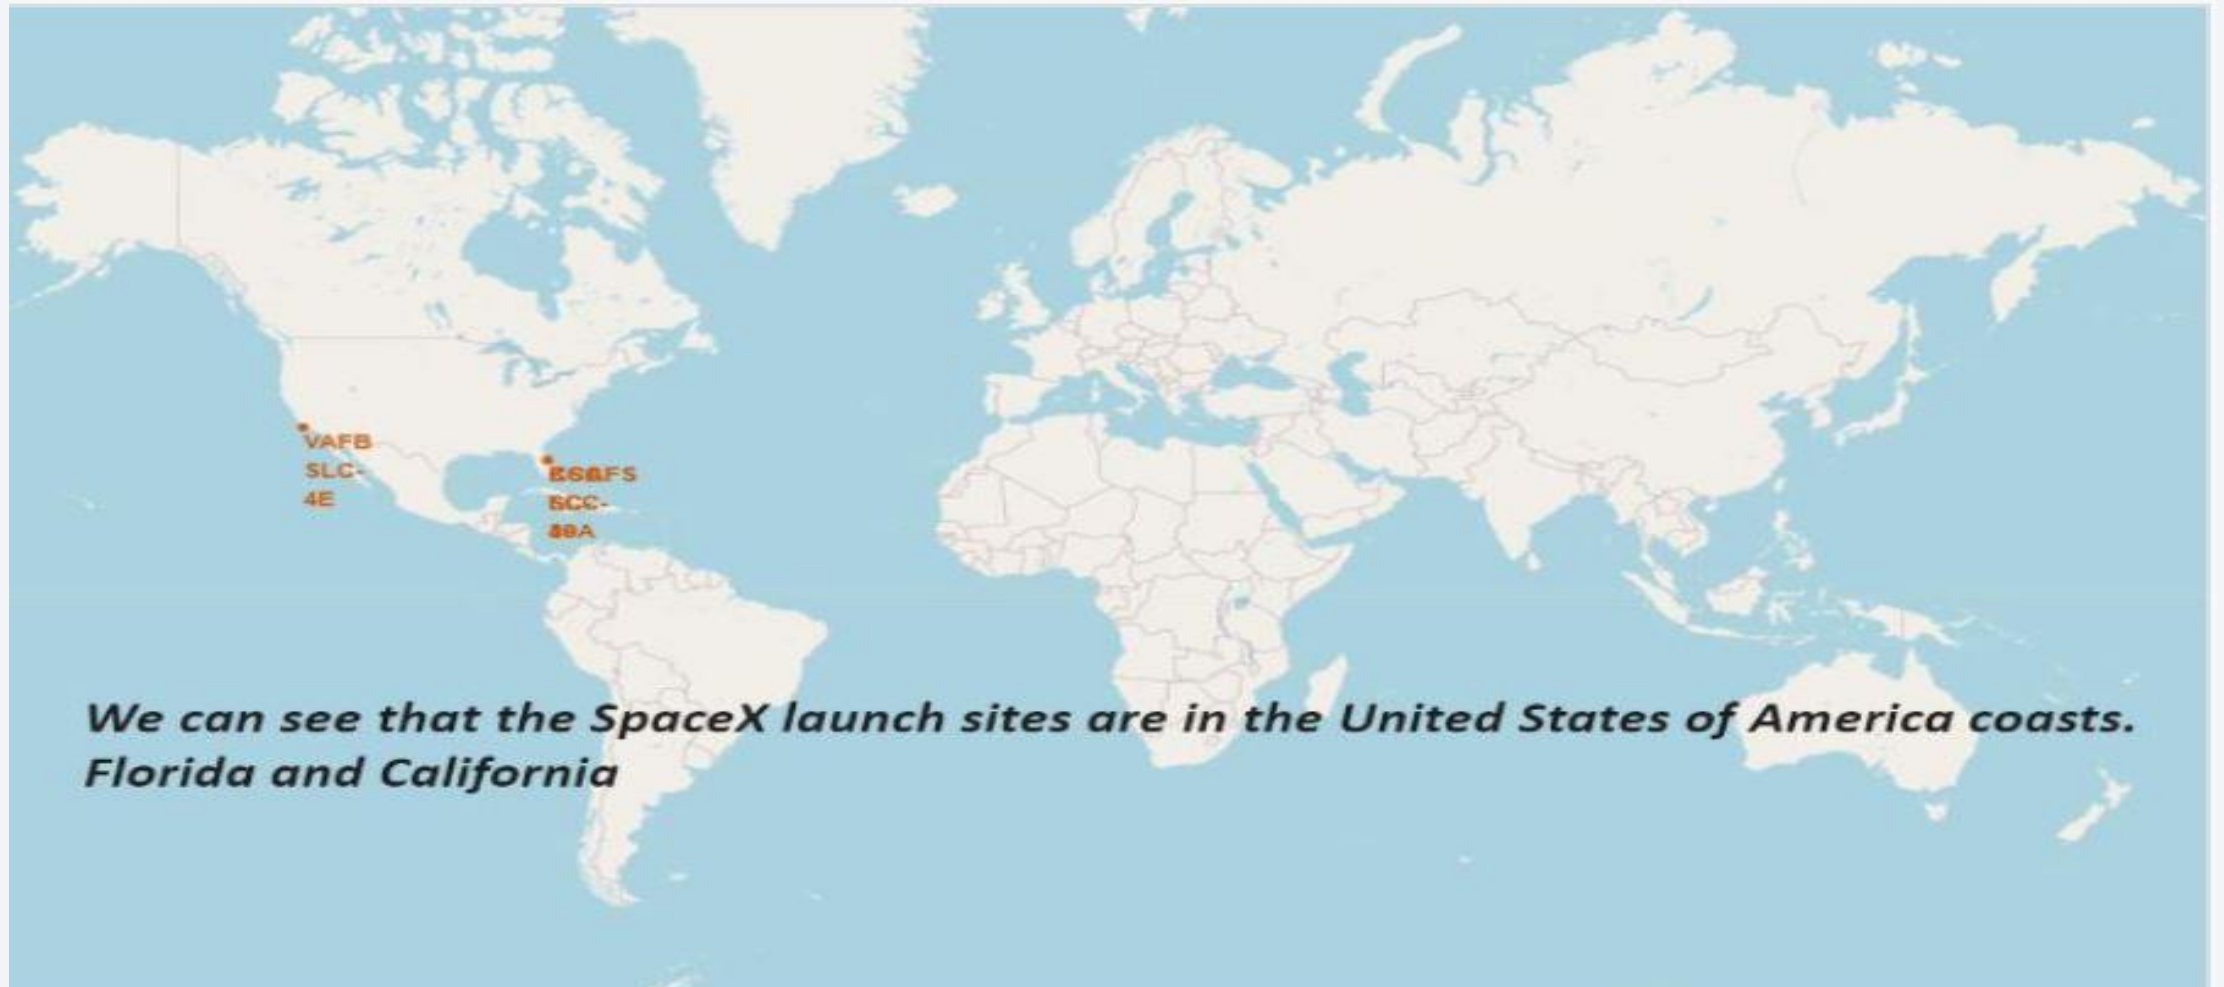 VAFB
SLC-
4E
We can see that the SpaceX launch sites are in the United States of America coasts.
Florida and California